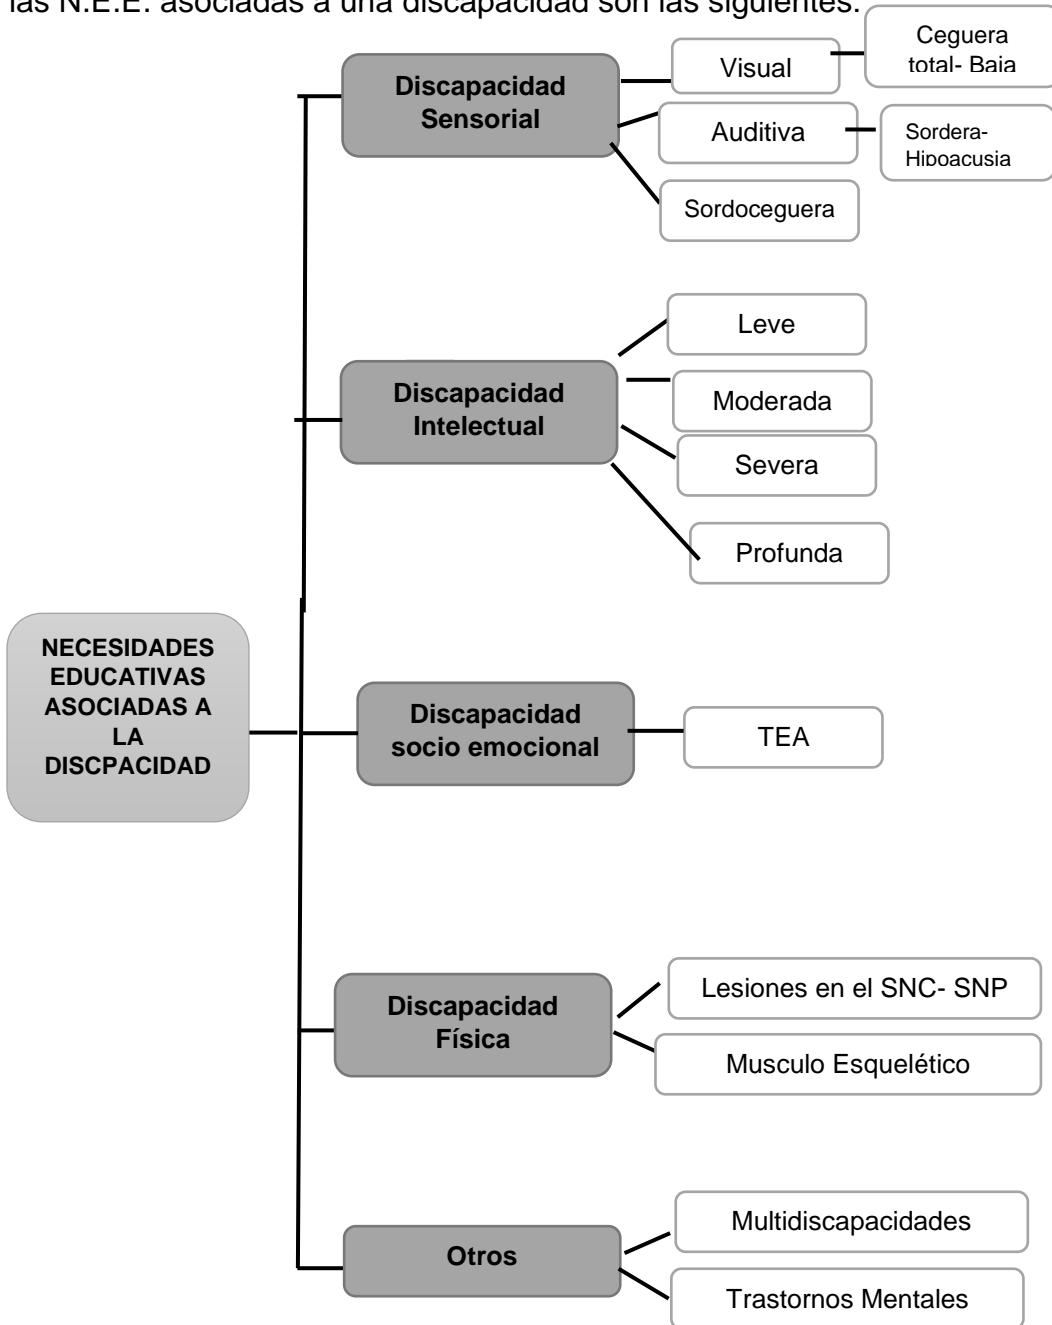 las N.E.E. asociadas a una discapacidad son las siguientes:
Discapacidad
Sensorial
Visual
Ceguera
total- Baja
Auditiva
Sordera-
Hipoacusia
Sordoceguera
Discapacidad
Intelectual
Leve
Moderada
Severa
Profunda
NECESIDADES
EDUCATIVAS
ASOCIADAS A
LA
DISCPACIDAD
Discapacidad
socio emocional
TEA
Discapacidad
Física
Lesiones en el SNC- SNP
Musculo Esquelético
Otros
Multidiscapacidades
Trastornos Mentales